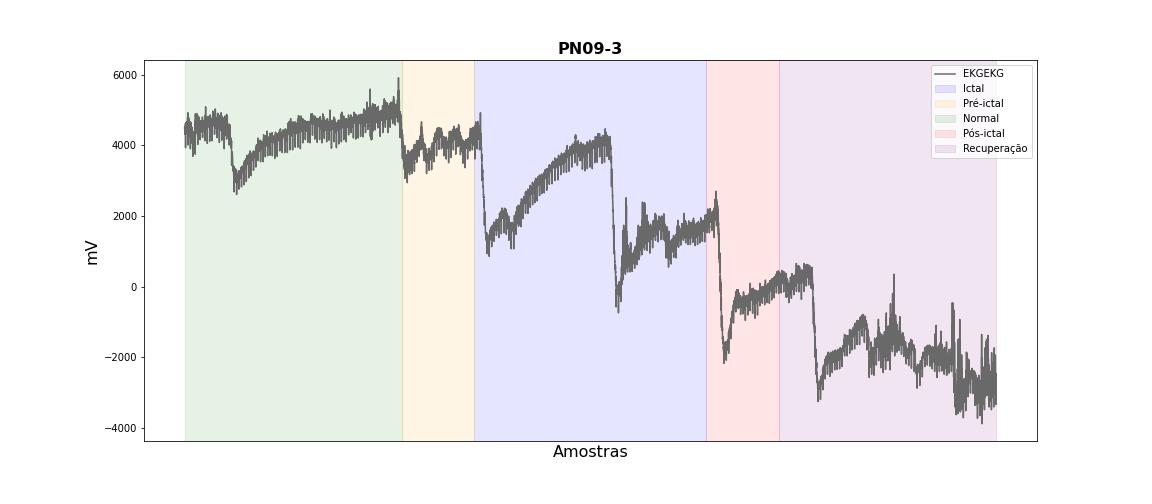 PN09-3
6000
4000
2000
0
−2000
−4000
mV
Amostras
EKGEKG
Ictal
Pré-ictal
Normal
Pós-ictal
Recuperação